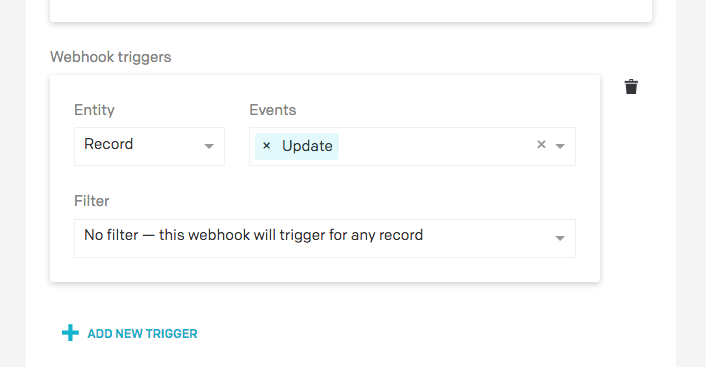 Webhook triggers
Entity
Events
Record
× Update
×
Filter
No filter — this webhook will trigger for any record
ADD NEW TRIGGER